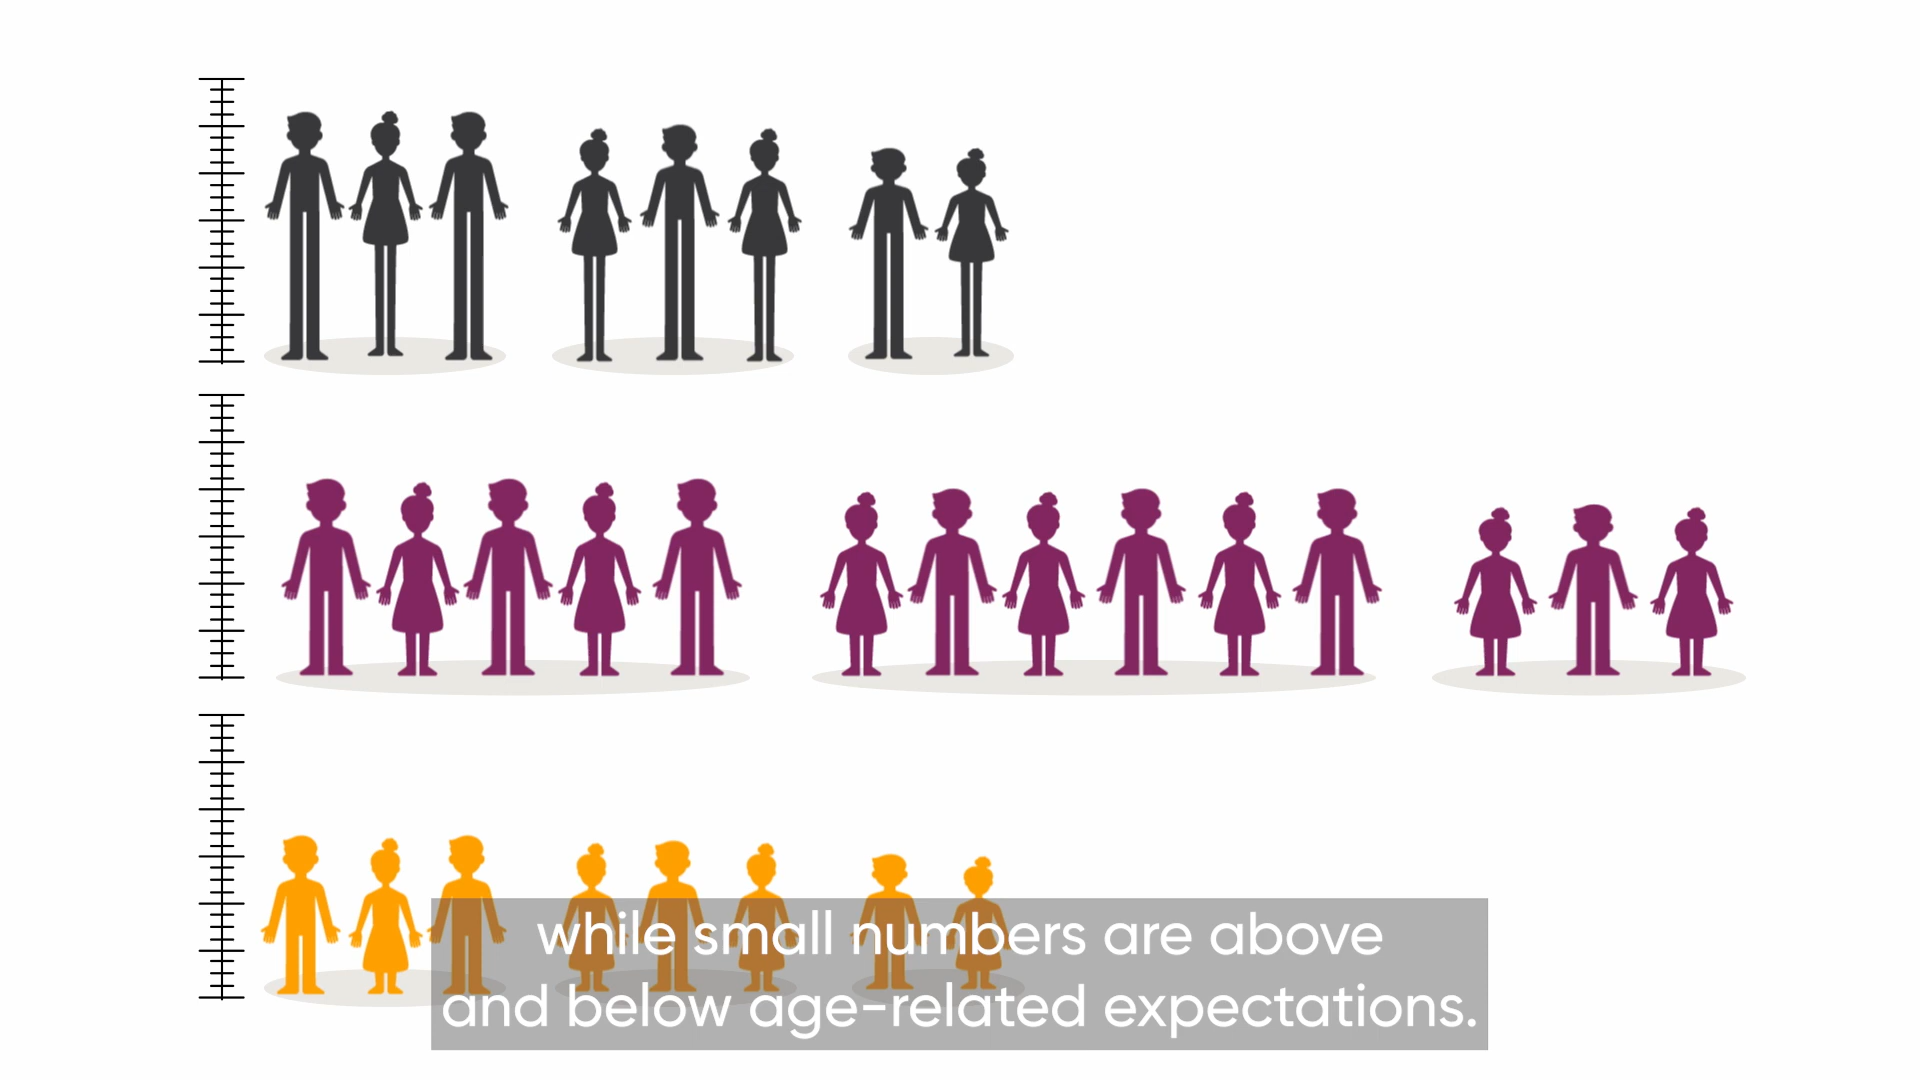 while small numbers are above
and below age-related expectations.